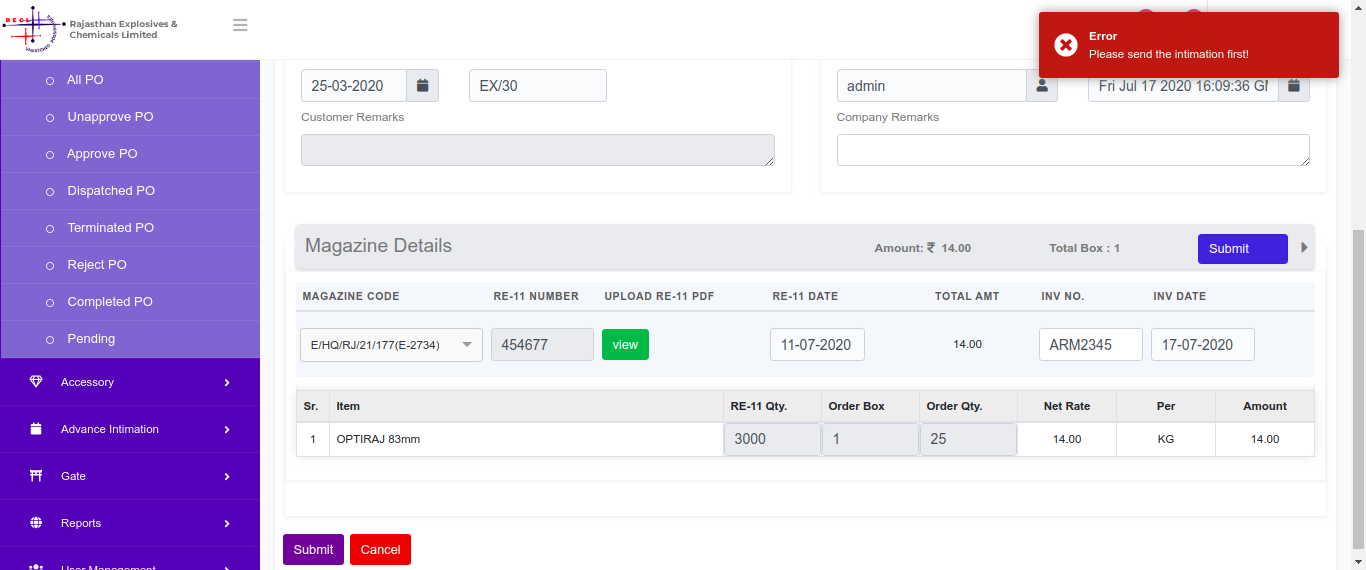 RECL
Rajasthan Explosives &
Chemicals Limited
Error
Please send the intimation first!
All PO
Unapprove PO
Approve PO
Dispatched PO
Terminated PO
Reject PO
Completed PO
Pending
Accessory
Advance Intimation
Gate
Reports
User Management
25-03-2020
EX/30
admin
Fri Jul 17 2020 16:09:36 GM
Customer Remarks
Company Remarks
Magazine Details
Amount: ₹ 14.00
Total Box : 1
Submit
MAGAZINE CODE RE-11 NUMBER UPLOAD RE-11 PDF RE-11 DATE TOTAL AMT INV NO. INV DATE
E/HQ/RJ/21/177(E-2734) 454677 view 11-07-2020 14.00 ARM2345 17-07-2020
Sr. Item RE-11 Qty. Order Box Order Qty. Net Rate Per Amount
1 OPTIRAJ 83mm 3000 1 25 14.00 KG 14.00
Submit Cancel